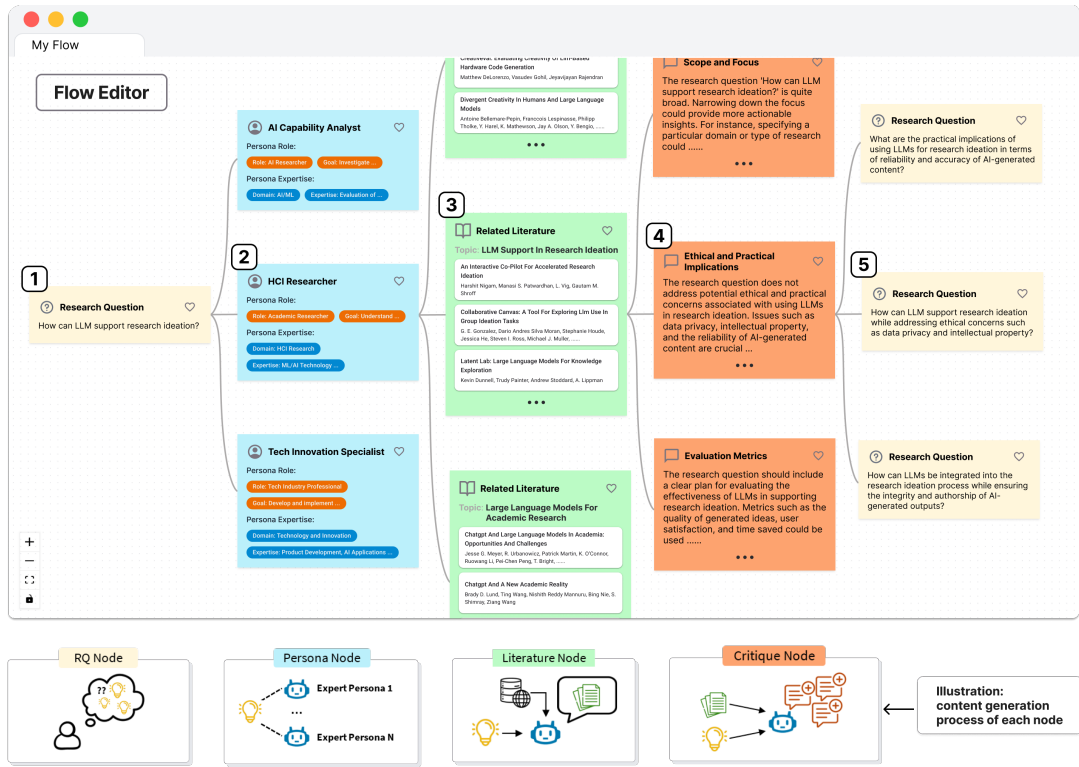 My Flow
Flow Editor
1
Research Question
How can LLM support research ideation?
2
AI Capability Analyst
Persona Role:
Role: AI Researcher
Goal: Investigate ...
Persona Expertise:
Domain: AI/ML
Expertise: Evaluation of ...
HCI Researcher
Persona Role:
Role: Academic Researcher
Goal: Understand ...
Persona Expertise:
Domain: HCI Research
Expertise: ML/AI Technology ...
Tech Innovation Specialist
Persona Role:
Role: Tech Industry Professional
Goal: Develop and Implement ...
Persona Expertise:
Domain: Technology and Innovation
Expertise: Product Development, AI Applications ...
3
Hardware Code Generation
Matthew DeLorenzo, Vasudev Gohil, Jeyavijayan Rajendran
Divergent Creativity In Humans And Large Language
Models
Antoine Bellemare-Pepin, Franccois Lespinasse, Philipp
Tholke, Y. Harel, K. Mathewson, Jay A. Olson, Y. Bengio, ......
Related Literature
Topic: LLM Support In Research Ideation
An Interactive Co-Pilot For Accelerated Research
Ideation
Harshit Nigam, Manasi S. Patwardhan, L. Vig, Gautam M.
Shroff
Collaborative Canvas: A Tool For Exploring Llm Use In
Group Ideation Tasks
G. E. Gonzalez, Dario Andres Silva Moran, Stephanie Houde,
Jessica He, Steven I. Ross, Michael J. Muller, ......
Latent Lab: Large Language Models For Knowledge
Exploration
Kevin Dunnell, Trudy Painter, Andrew Stoddard, A. Lippman
Related Literature
Topic: Large Language Models For
Academic Research
Chatgpt And Large Language Models In Academia:
Opportunities And Challenges
Jesse G. Meyer, R. Urbanowicz, Patrick Martin, K. O'Connor,
Ruowang Li, Pei-Chen Peng, T. Bright, ......
Chatgpt And A New Academic Reality
Brady D. Lund, Ting Wang, Nishith Reddy Mannuru, Bing Nie, S.
Shimray, Ziang Wang
4
Scope and Focus
The research question 'How can LLM
support research ideation?' is quite
broad. Narrowing down the focus
could provide more actionable
insights. For instance, specifying a
particular domain or type of research
could ......
Ethical and Practical
Implications
The research question does not
address potential ethical and practical
concerns associated with using LLMs
in research ideation. Issues such as
data privacy, intellectual property,
and the reliability of AI-generated
content are crucial ...
Evaluation Metrics
The research question should include
a clear plan for evaluating the
effectiveness of LLMs in supporting
research ideation. Metrics such as the
quality of generated ideas, user
satisfaction, and time saved could be
used ......
5
Research Question
What are the practical implications of
using LLMs for research ideation in terms
of reliability and accuracy of AI-generated
content?
Research Question
How can LLM support research ideation
while addressing ethical concerns such
as data privacy and intellectual property?
Research Question
How can LLMs be integrated into the
research ideation process while ensuring
the integrity and authorship of AI-
generated outputs?
RQ Node
??
Persona Node
Expert Persona 1
...
Expert Persona N
Literature Node
Critique Node
Illustration:
content generation
process of each node